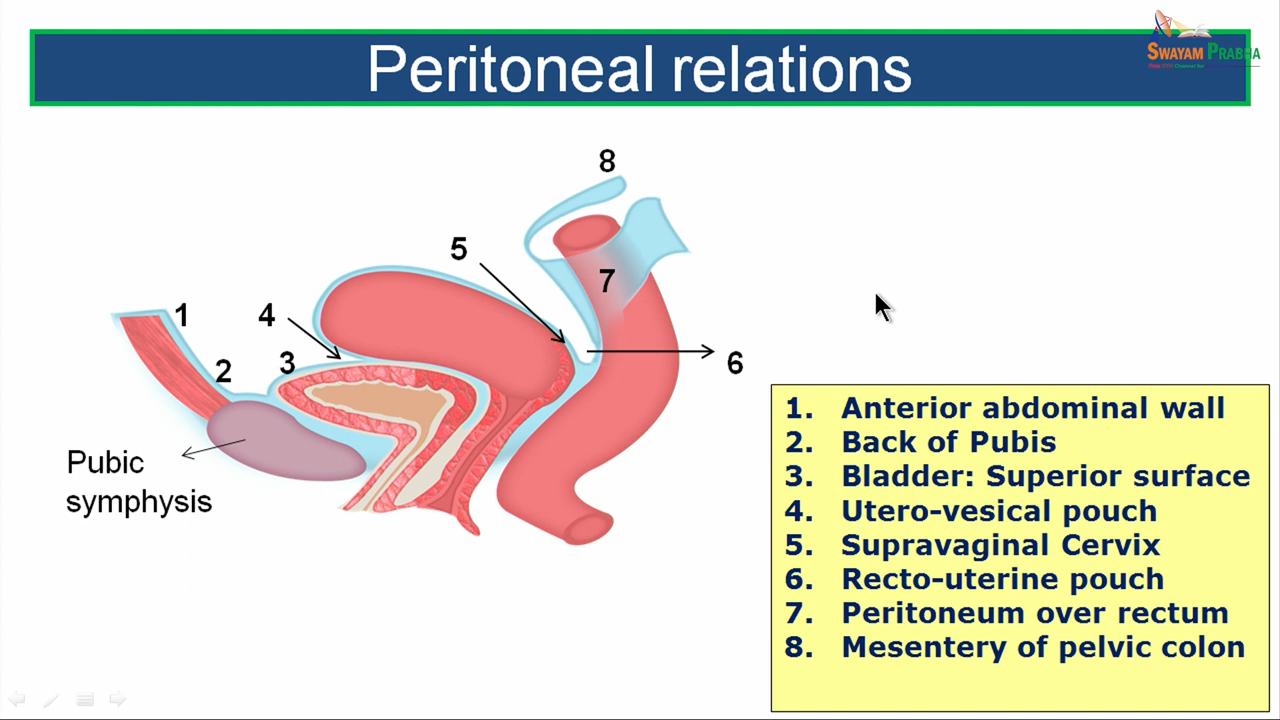 Peritoneal relations
SWAYAM PRABHA
8
5
7
1
4
2
3
6
Pubic
symphysis
1. Anterior abdominal wall
2. Back of Pubis
3. Bladder: Superior surface
4. Utero-vesical pouch
5. Supravaginal Cervix
6. Recto-uterine pouch
7. Peritoneum over rectum
8. Mesentery of pelvic colon